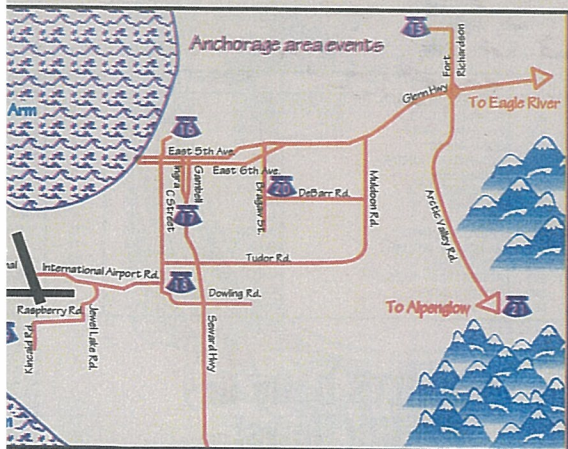 Anchorage area events
15
Fort
Richardson
Glenn Hwy
To Eagle River
Arm
16
East 5th Ave.
East 6th Ave.
Gambell
Ingra
C Street
17
20
DeBarr Rd.
Bragaw St.
Muldoon Rd.
Arctic Valley Rd.
Tudor Rd.
International Airport Rd.
18
Dowling Rd.
Raspberry Rd.
Jewel Lake Rd.
Kincaid Rd.
Seward Hwy
To Alpenglow
21